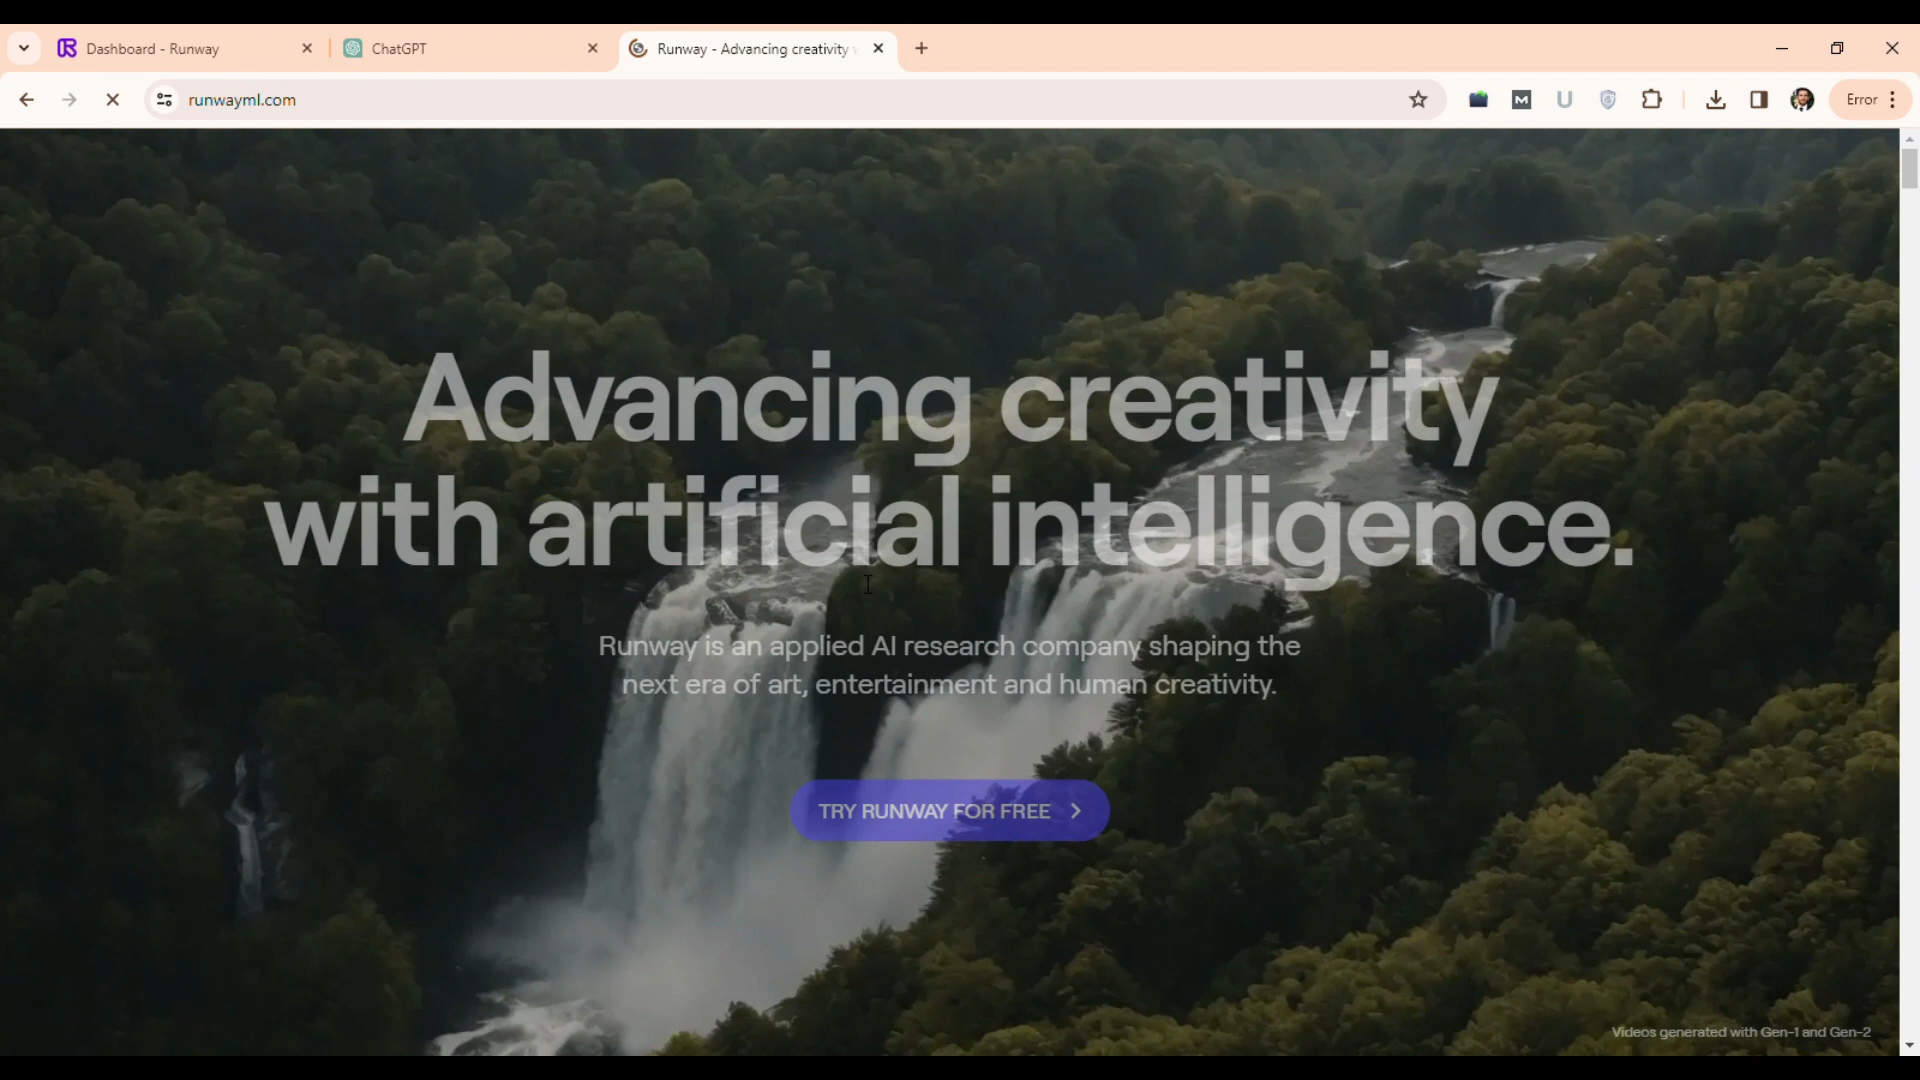 Dashboard - Runway
ChatGPT
Runway - Advancing creativity
runwayml.com
M
U
Error
Advancing creativity
with artificial intelligence.
Runway is an applied AI research company shaping the
next era of art, entertainment and human creativity.
TRY RUNWAY FOR FREE
Videos generated with Gen-1 and Gen-2